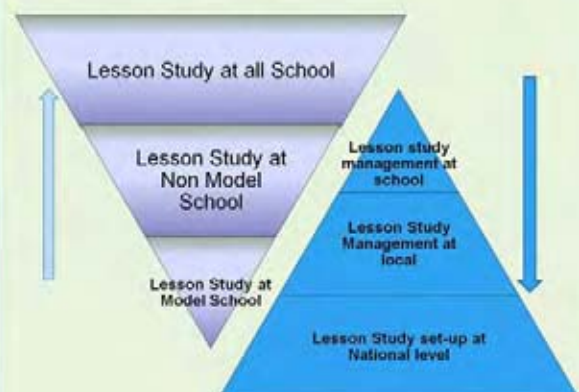 Lesson Study at all School
Lesson Study at
Non Model
School
Lesson Study at
Model School
Lesson study
management at
school
Lesson Study
Management at
local
Lesson Study set-up at
National level